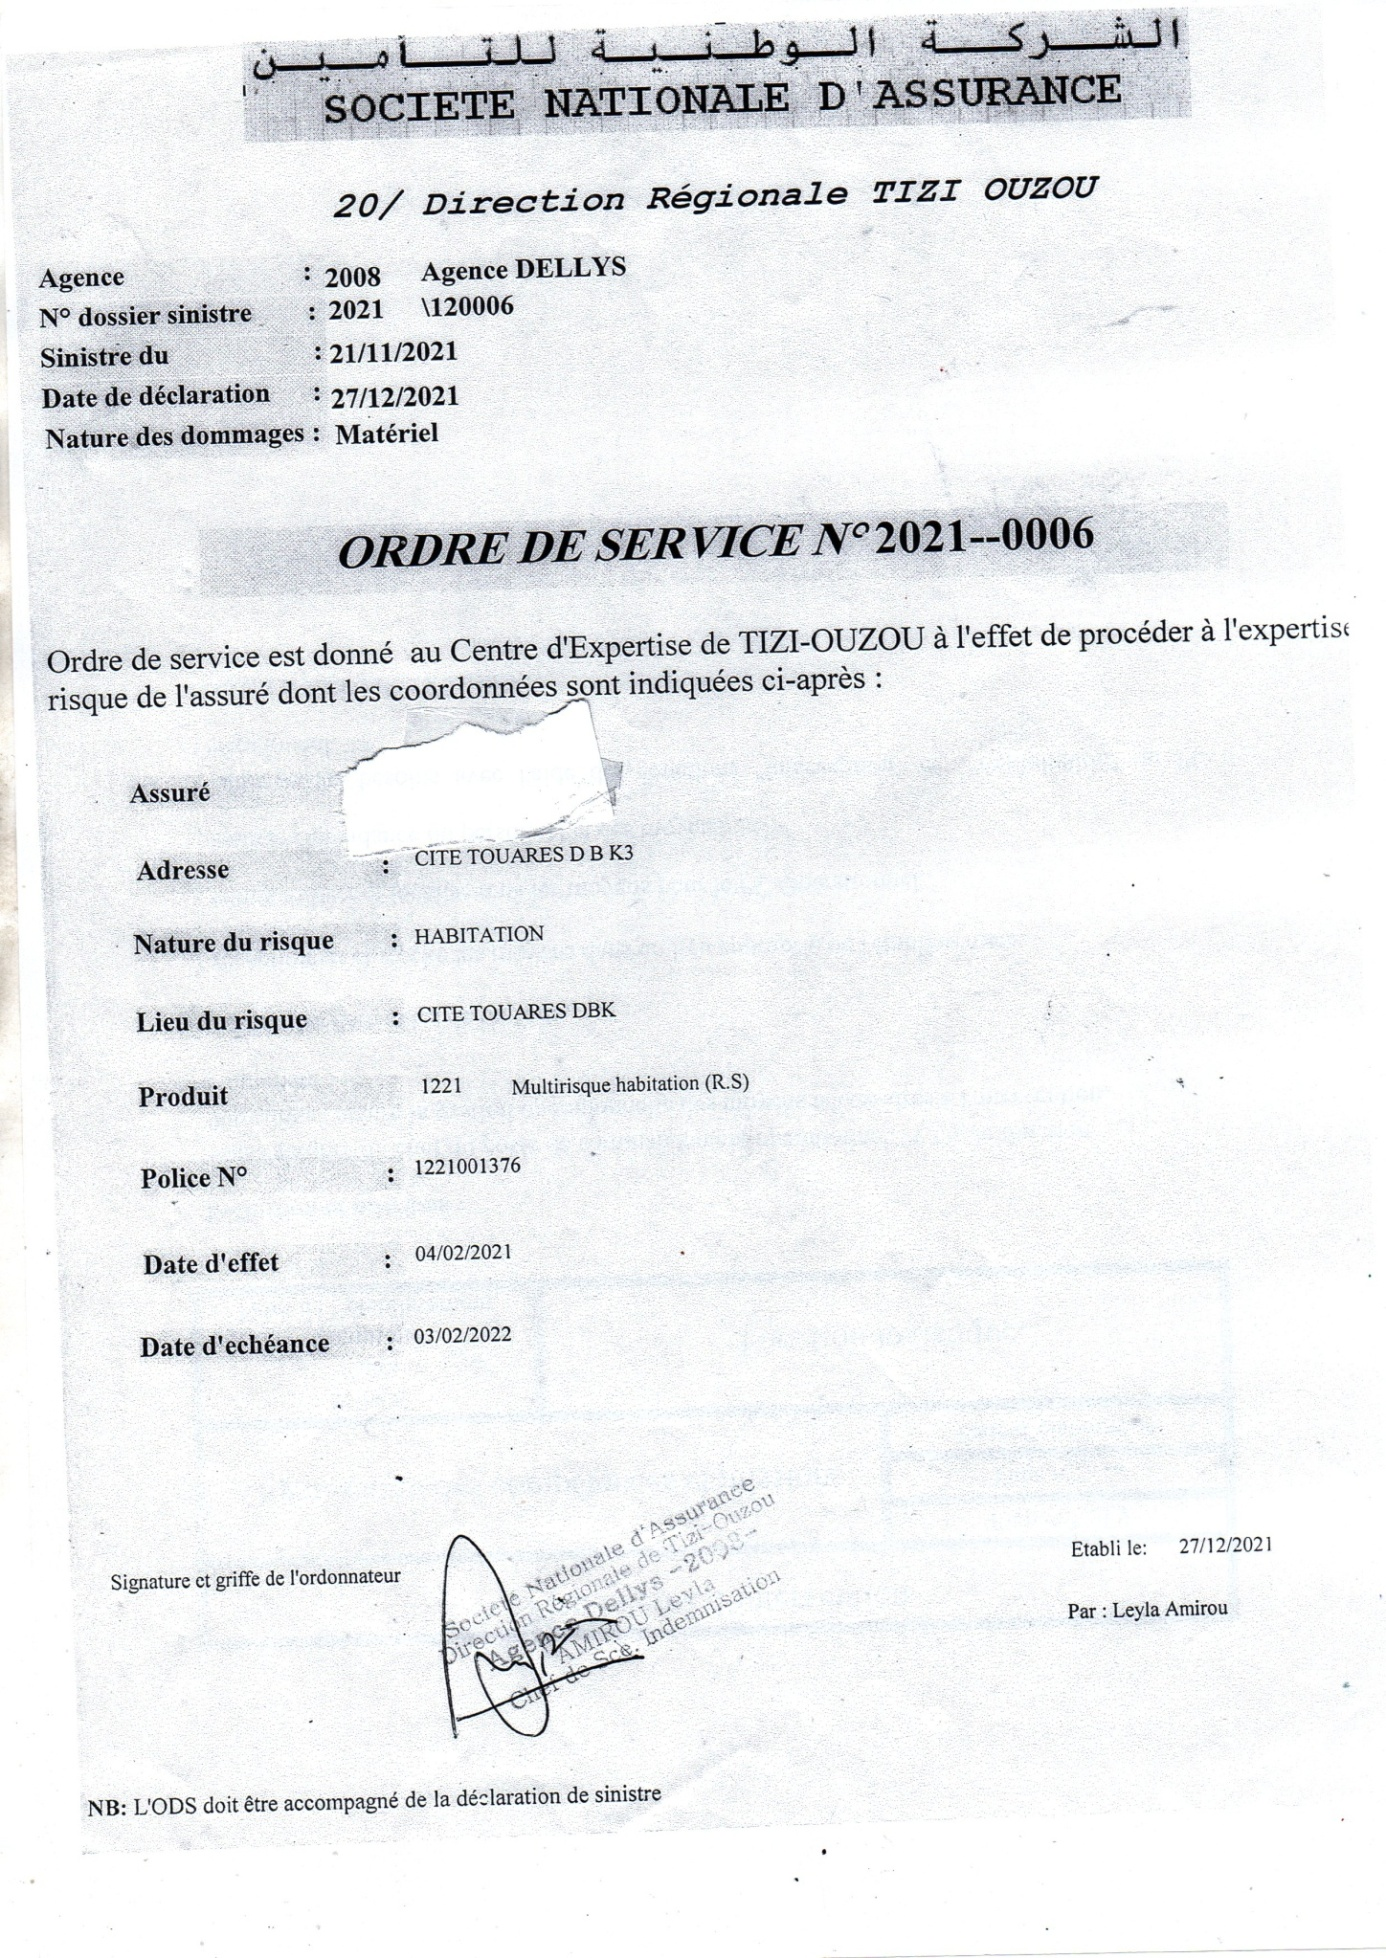 الشركة الوطنية للتأمين
SOCIETE NATIONALE D'ASSURANCE
20/ Direction Régionale TIZI OUZOU
Agence : 2008 Agence DELLYS
N° dossier sinistre : 2021 \120006
Sinistre du : 21/11/2021
Date de déclaration : 27/12/2021
Nature des dommages : Matériel
ORDRE DE SERVICE N° 2021--0006
Ordre de service est donné au Centre d'Expertise de TIZI-OUZOU à l'effet de procéder à l'expertise
risque de l'assuré dont les coordonnées sont indiquées ci-après :
Assuré
Adresse : CITE TOUARES D B K3
Nature du risque : HABITATION
Lieu du risque : CITE TOUARES DBK
Produit 1221 Multirisque habitation (R.S)
Police N° : 1221001376
Date d'effet : 04/02/2021
Date d'echéance : 03/02/2022
Signature et griffe de l'ordonnateur
Societé Nationale d'Assurance
Direction Régionale de Tizi-Ouzou
Agence Dellys -2008-
AMIROU Leyla
Chef de Sce. Indemnisation
Etabli le: 27/12/2021
Par : Leyla Amirou
NB: L'ODS doit être accompagné de la déclaration de sinistre